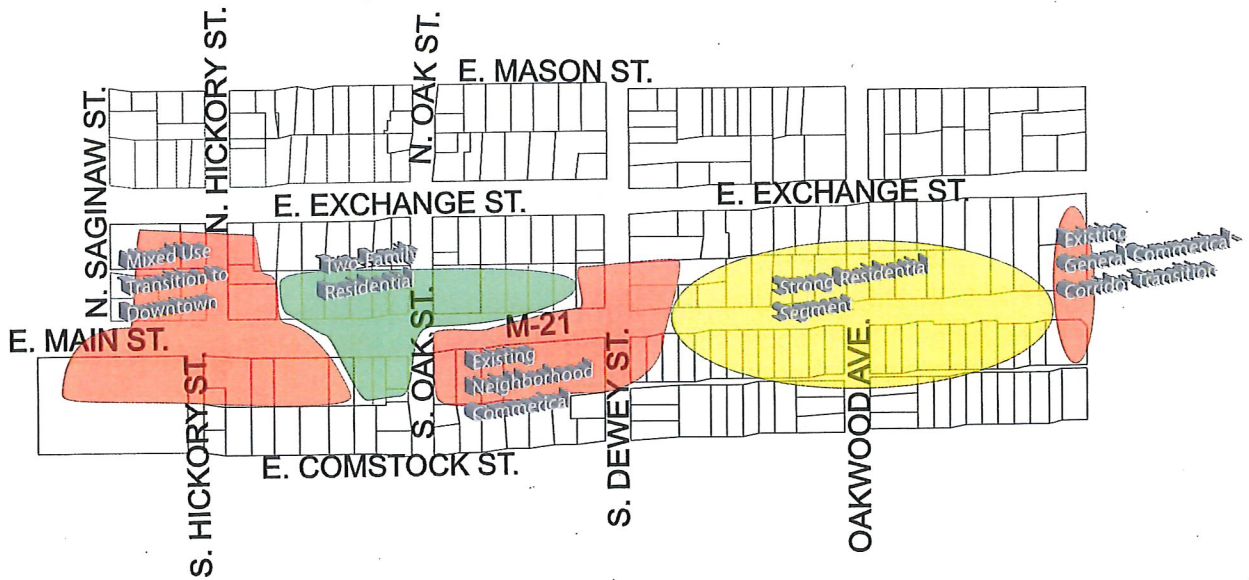 N. SAGINAW ST.
N. HICKORY ST.
N. OAK ST.
E. MASON ST.
E. EXCHANGE ST.
E. EXCHANGE ST.
Mixed Use
Transition to
Downtown
Two-Family
Residential
Strong Residential
Segment
Existing
General Commerical-
Corridor Transition
E. MAIN ST.
M-21
Existing
Neighborhood
Commerical
S. HICKORY ST.
S. OAK ST.
S. DEWEY ST.
OAKWOOD AVE.
E. COMSTOCK ST.